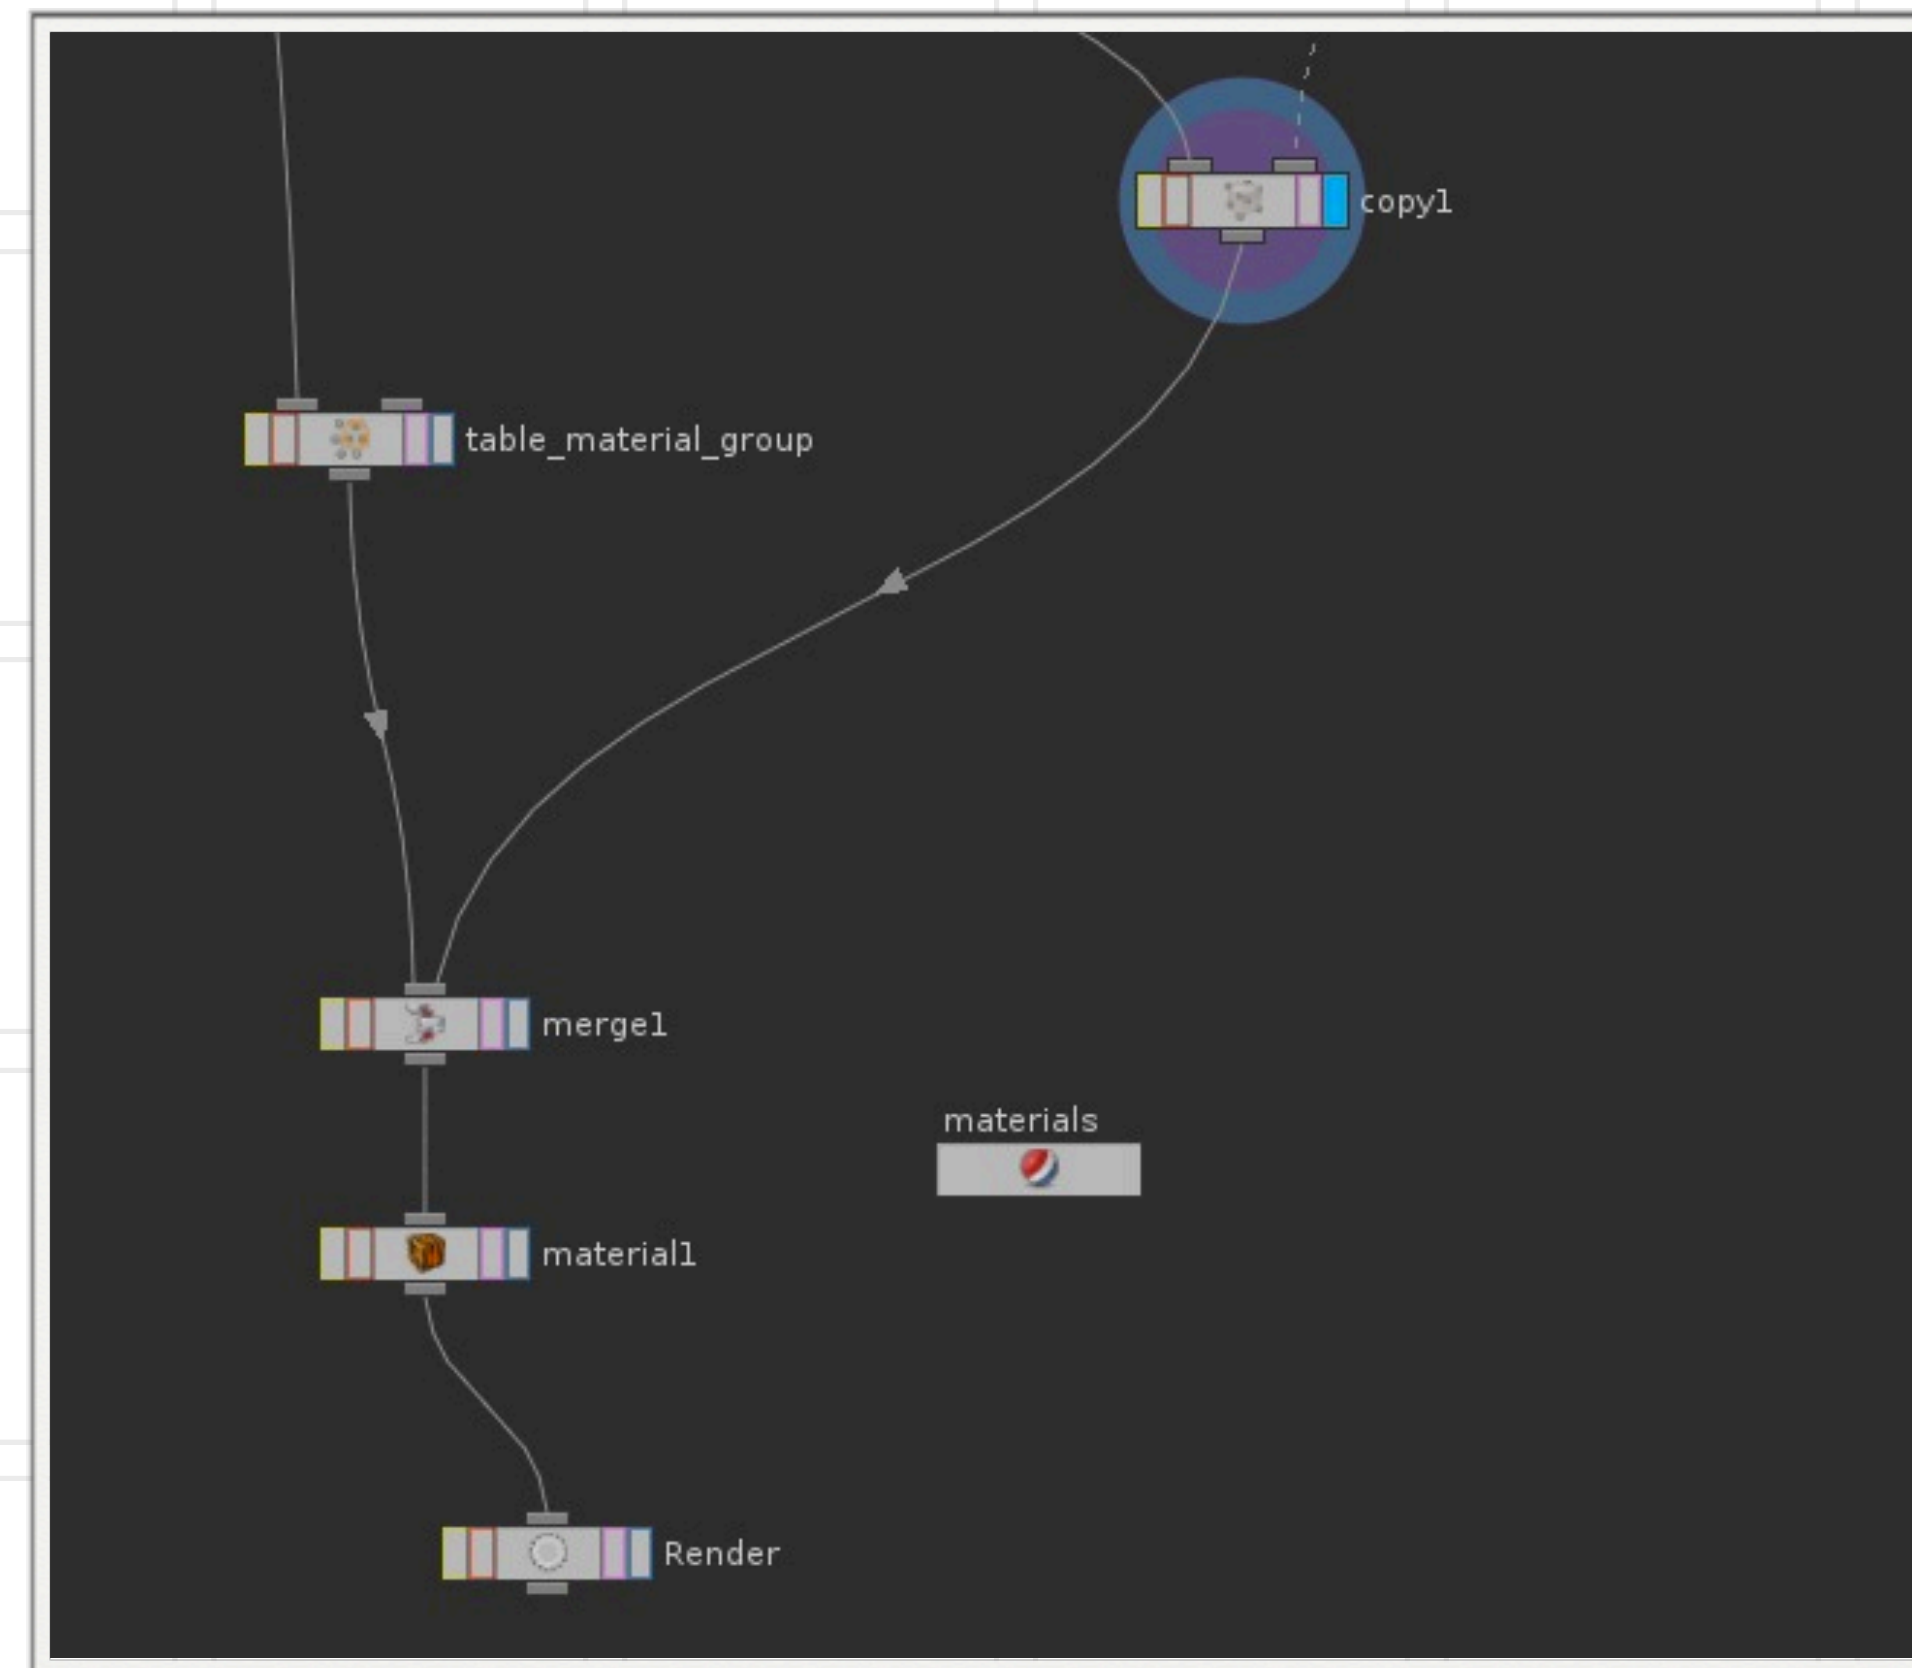 copy1
table_material_group
merge1
materials
material1
Render